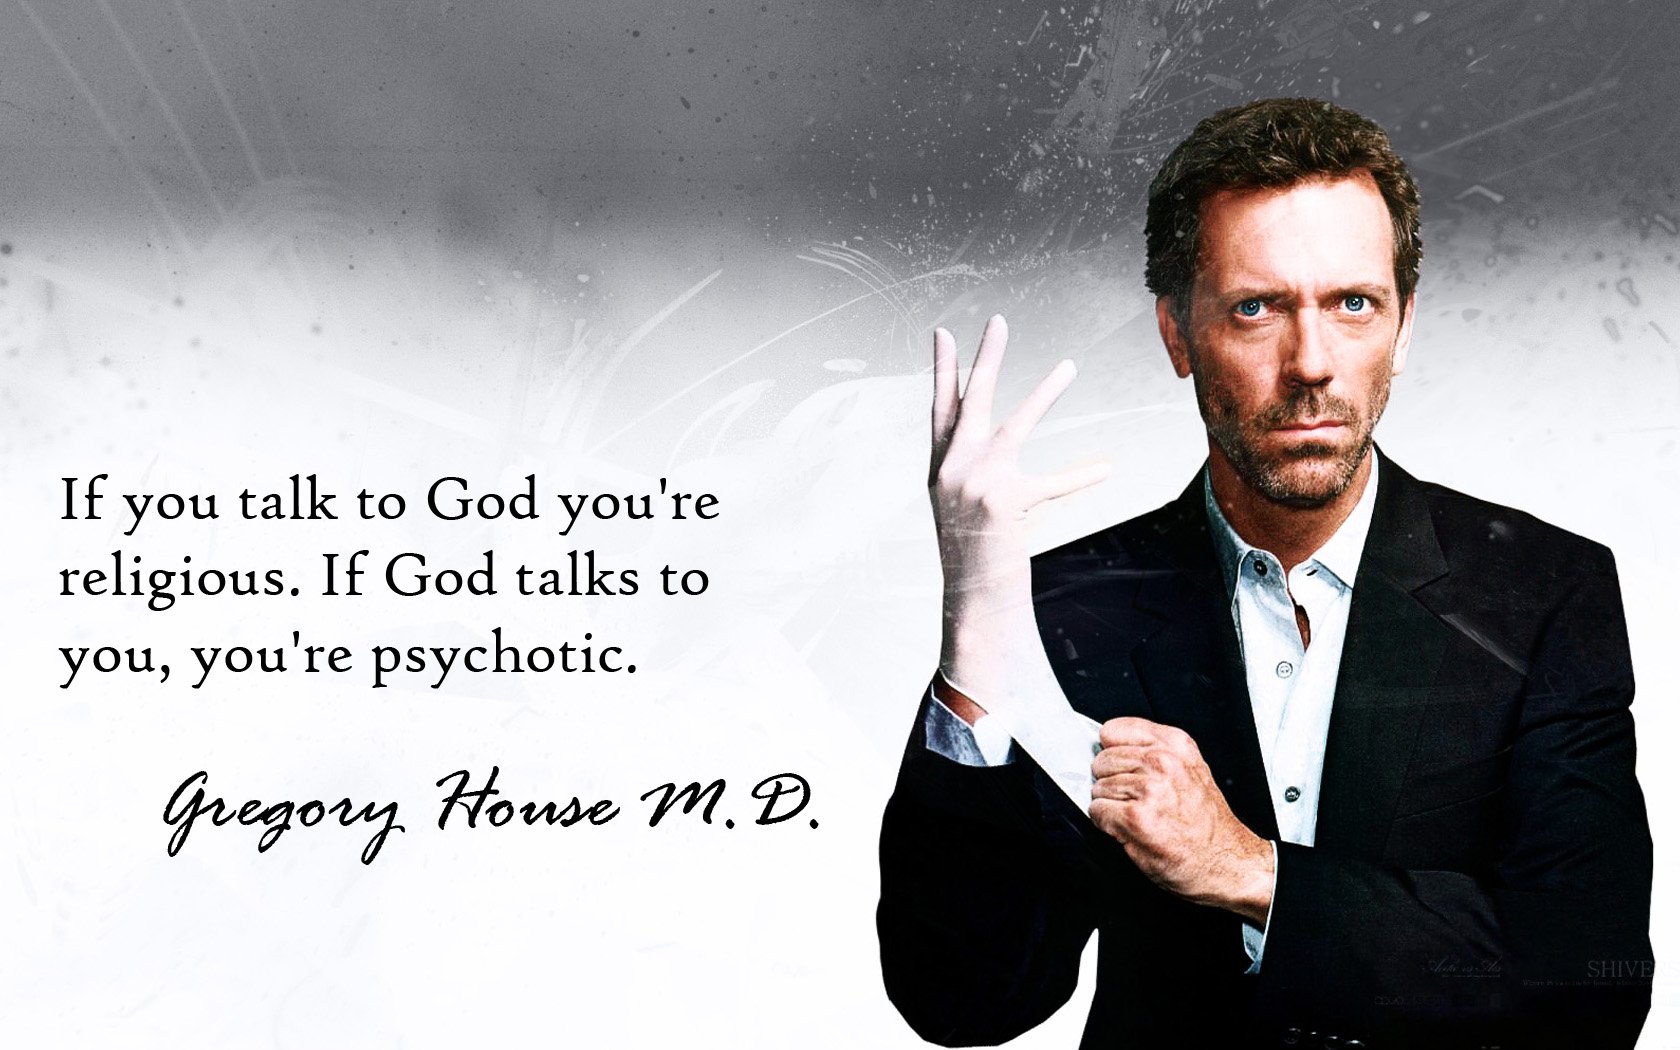 If you talk to God you're
religious. If God talks to
you, you're psychotic.
Gregory House M.D.
SHIVE